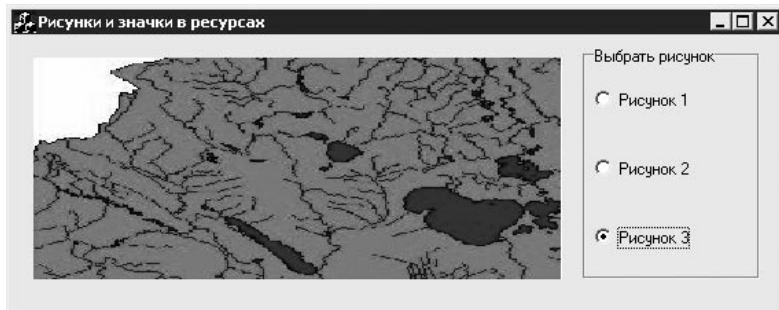 Рисунки и значки в ресурсах
Выбрать рисунок
Рисунок 1
Рисунок 2
Рисунок 3